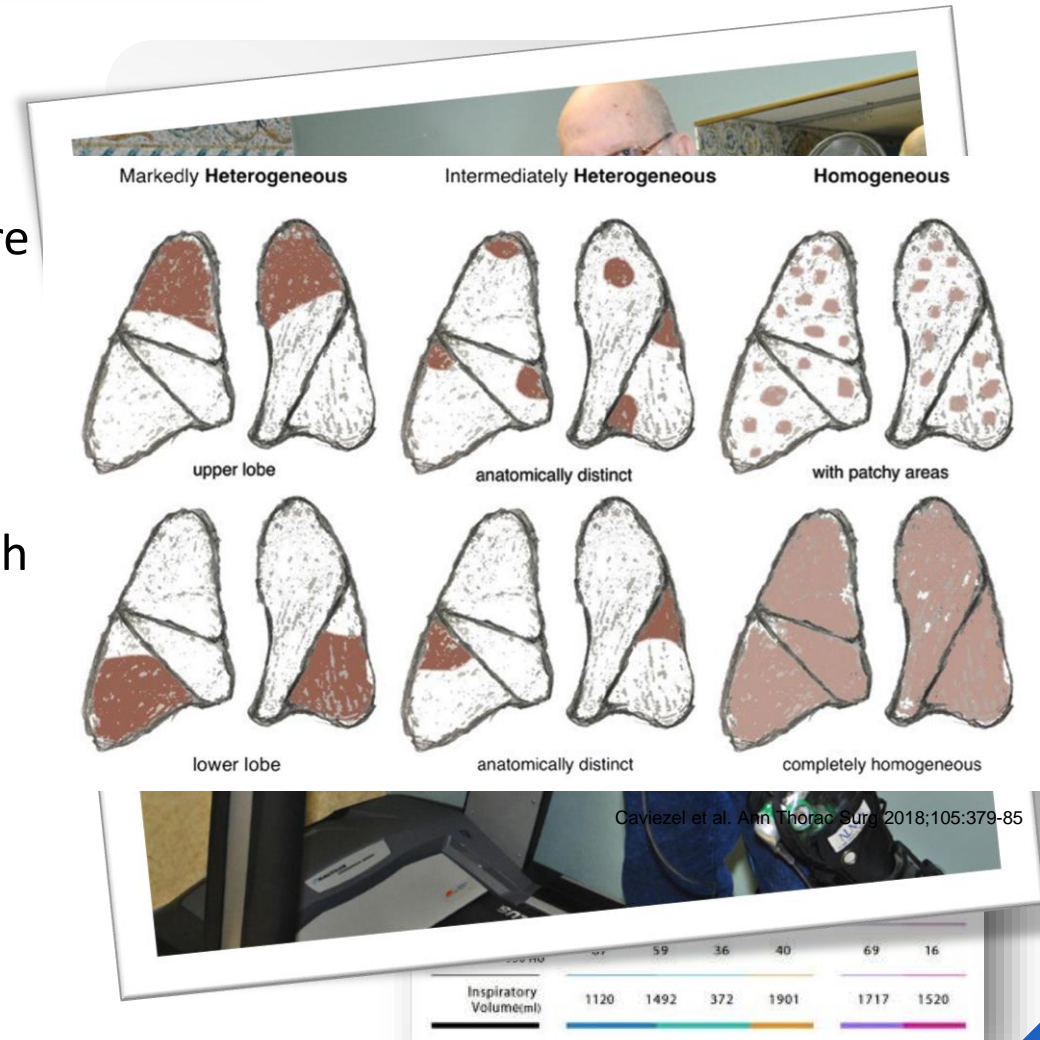 re
h
Markedly Heterogeneous Intermediately Heterogeneous Homogeneous
upper lobe anatomically distinct with patchy areas
lower lobe anatomically distinct completely homogeneous
Caviezel et al. Ann Thorac Surg 2018;105:379-85
59 36 40 69 16
Inspiratory
Volume(ml) 1120 1492 372 1901 1717 1520